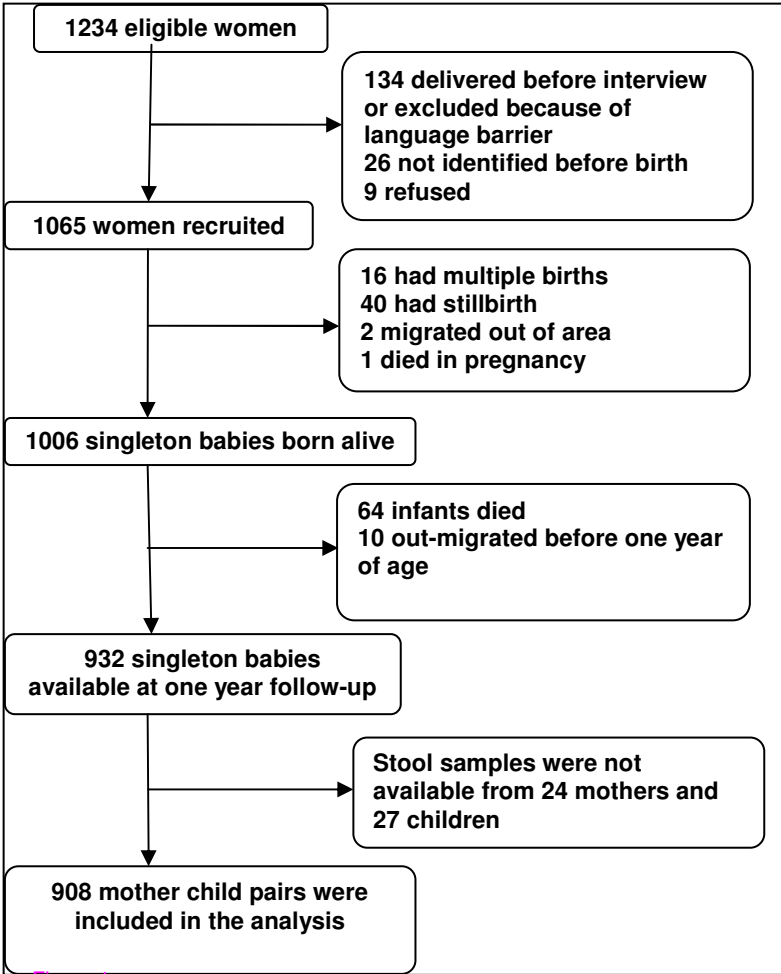 1234 eligible women
134 delivered before interview
or excluded because of
language barrier
26 not identified before birth
9 refused
1065 women recruited
16 had multiple births
40 had stillbirth
2 migrated out of area
1 died in pregnancy
1006 singleton babies born alive
64 infants died
10 out-migrated before one year
of age
932 singleton babies
available at one year follow-up
Stool samples were not
available from 24 mothers and
27 children
908 mother child pairs were
included in the analysis